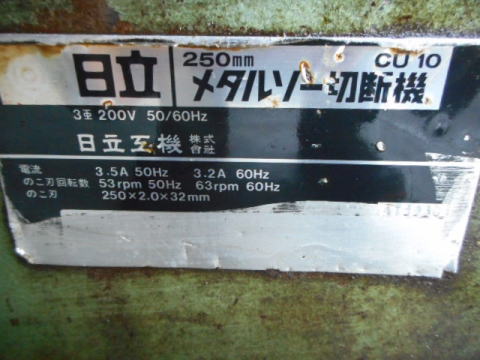 日立 250mm CU 10
メタルソー切断機
3重 200V 50/60Hz
日立工機 株式会社
電流 3.5A 50Hz 3.2A 60Hz
のこ刃回転数 53rpm 50Hz 63rpm 60Hz
のこ刃 250×2.0×32mm